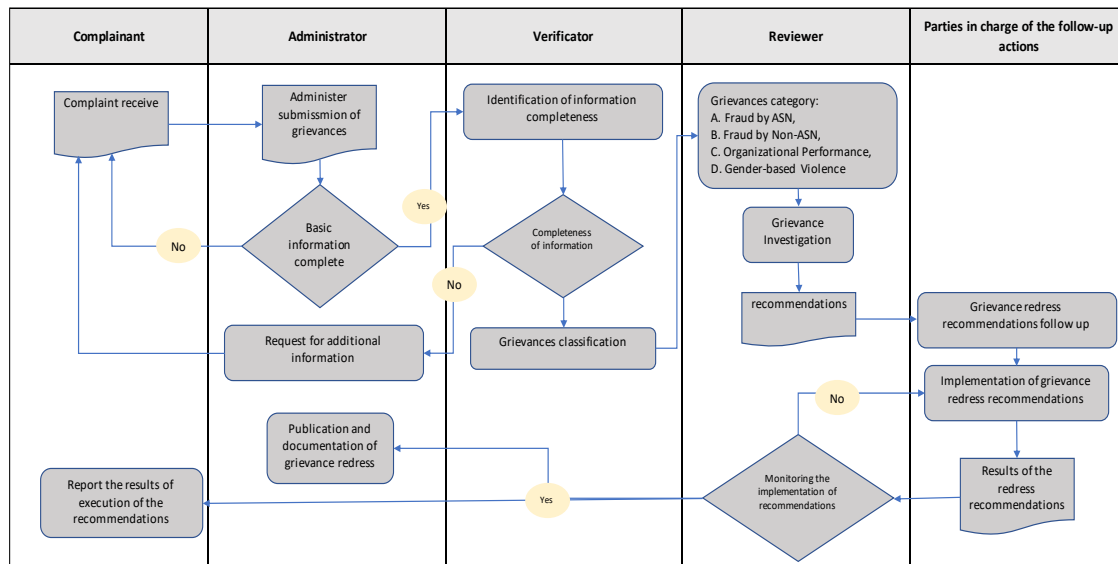 Complainant
Administrator
Verificator
Reviewer
Parties in charge of the follow-up
actions
Complaint receive
Administer
submissmion of
grievances
Identification of information
completeness
Grievances category:
A. Fraud by ASN,
B. Fraud by Non-ASN,
C. Organizational Performance,
D. Gender-based Violence
Yes
No
Basic
information
complete
Completeness
of information
Grievance
Investigation
No
recommendations
Grievance redress
recommendations follow up
Request for additional
information
Grievances classification
Implementation of grievance
redress recommendations
No
Publication and
documentation of
grievance redress
Report the results of
execution of the
recommendations
Yes
Monitoring the
implementation of
recommendations
Results of the
redress
recommendations